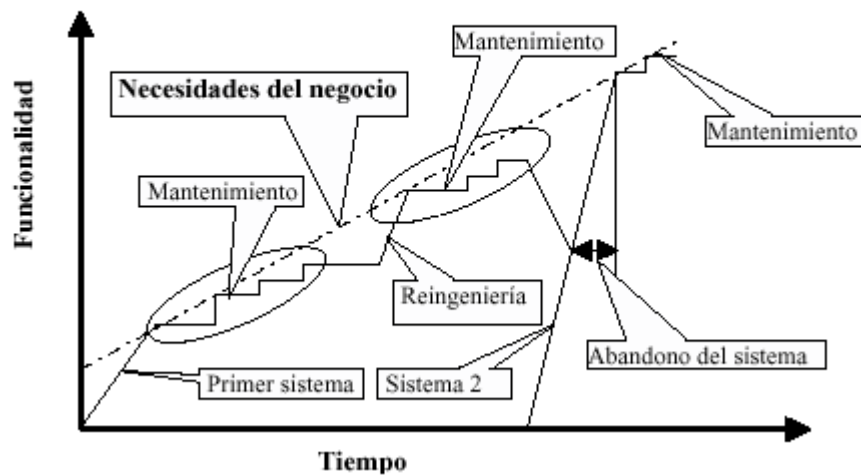 Mantenimiento
Necesidades del negocio
Mantenimiento
Mantenimiento
Funcionalidad
Reingeniería
Abandono del sistema
Primer sistema
Sistema 2
Tiempo